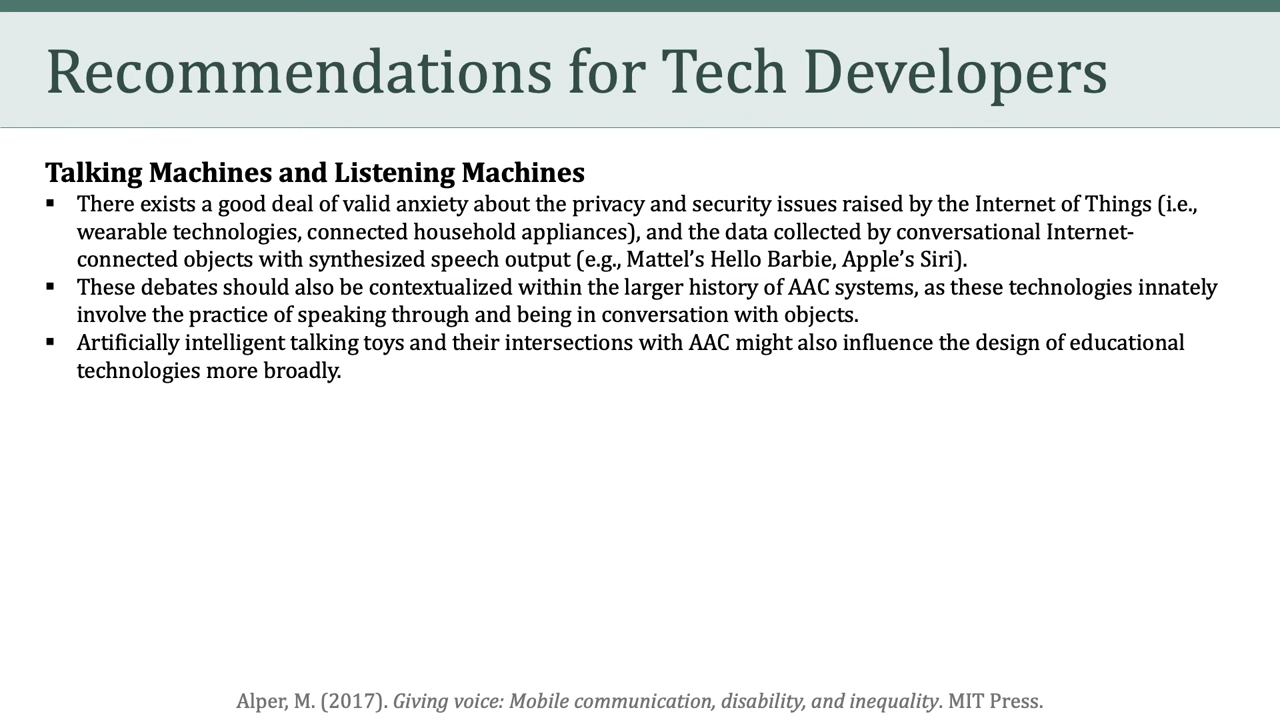 Recommendations for Tech Developers
Talking Machines and Listening Machines
▪ There exists a good deal of valid anxiety about the privacy and security issues raised by the Internet of Things (i.e.,
wearable technologies, connected household appliances), and the data collected by conversational Internet-
connected objects with synthesized speech output (e.g., Mattel’s Hello Barbie, Apple’s Siri).
▪ These debates should also be contextualized within the larger history of AAC systems, as these technologies innately
involve the practice of speaking through and being in conversation with objects.
▪ Artificially intelligent talking toys and their intersections with AAC might also influence the design of educational
technologies more broadly.
Alper, M. (2017). Giving voice: Mobile communication, disability, and inequality. MIT Press.